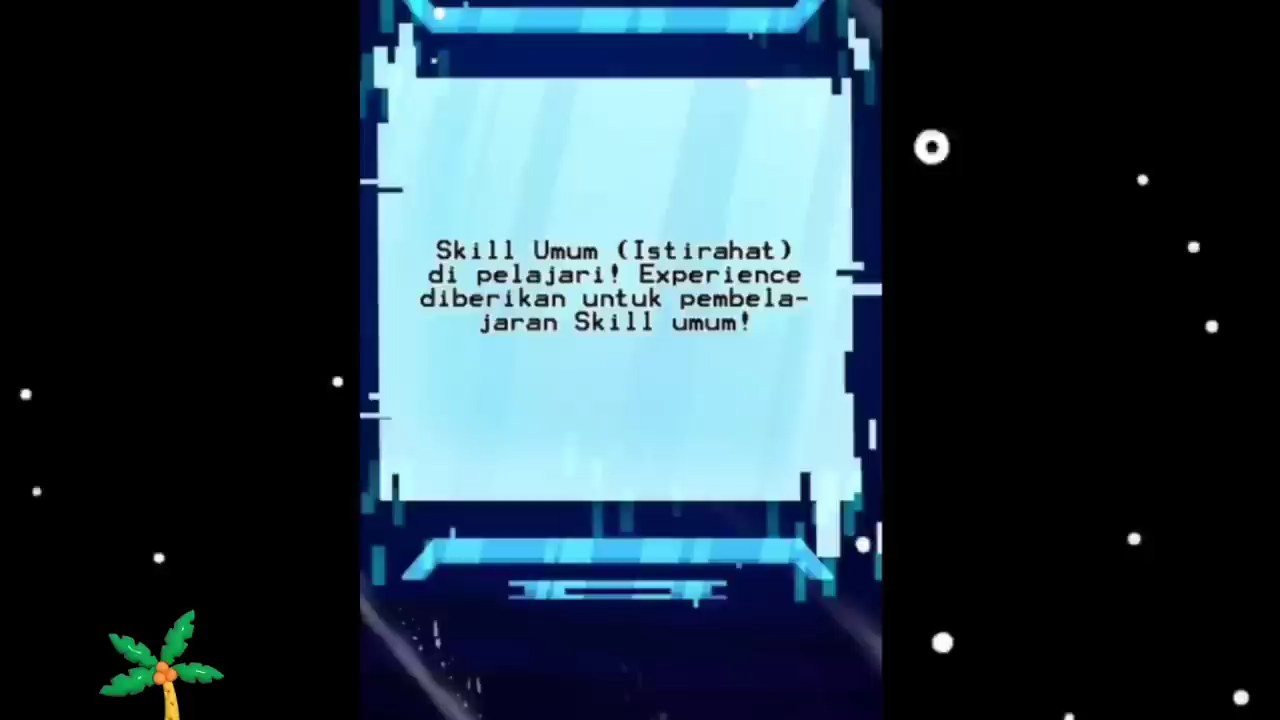 Skill Umum (Istirahat)
di pelajari! Experience
diberikan untuk pembela-
jaran Skill umum!